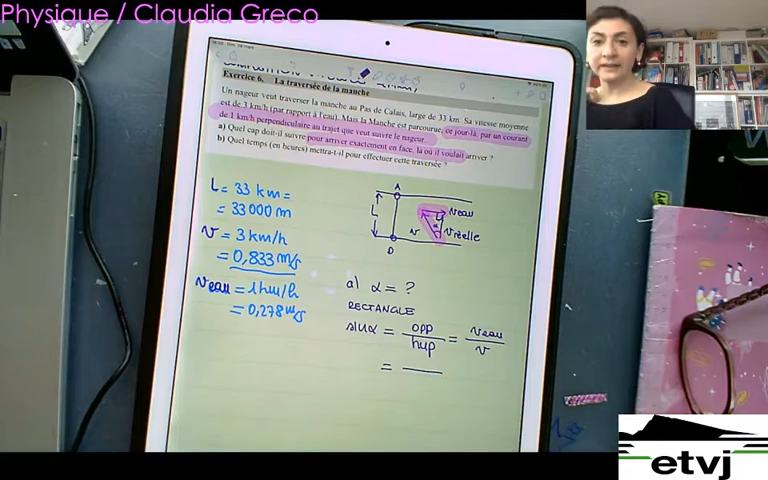 Physique / Claudia Greco
Exercice 6. La traversée de la manche
Un nageur veut traverser la manche au Pas de Calais, large de 33 km. Sa vitesse moyenne
est de 3 km/h (par rapport à l'eau). Mais la Manche est parcourue, ce jour-là, par un courant
de 1 km/h perpendiculaire au trajet que veut suivre le nageur.
a) Quel cap doit-il suivre pour arriver exactement en face, là où il voulait arriver ?
b) Quel temps (en heures) mettra-t-il pour effectuer cette traversée ?
L = 33 km =
= 33000 m
v = 3 km/h
= 0,833 m/s
veau = 1 km/h
= 0,278 m/s
A
L
veau
α
v
vréelle
D
a) α = ?
RECTANGLE
sin α = opp / hyp = veau / v
=
etvj